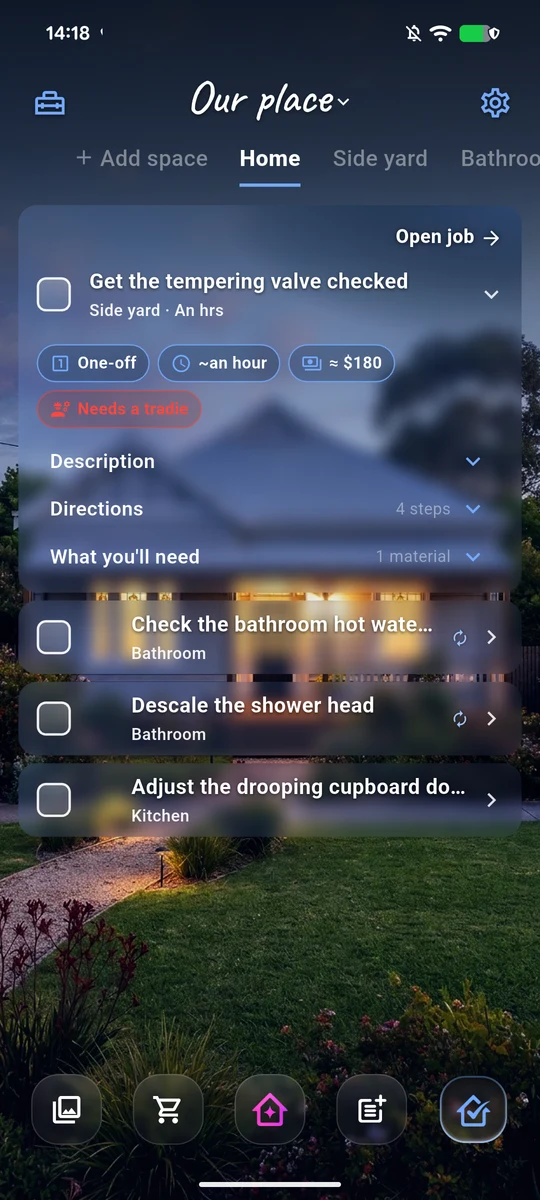 14:18
Our place
+ Add space
Home
Side yard
Bathroo
Open job →
Get the tempering valve checked
Side yard · An hrs
One-off
~an hour
≈ $180
Needs a tradie
Description
Directions
4 steps
What you'll need
1 material
Check the bathroom hot wate...
Bathroom
Descale the shower head
Bathroom
Adjust the drooping cupboard do...
Kitchen